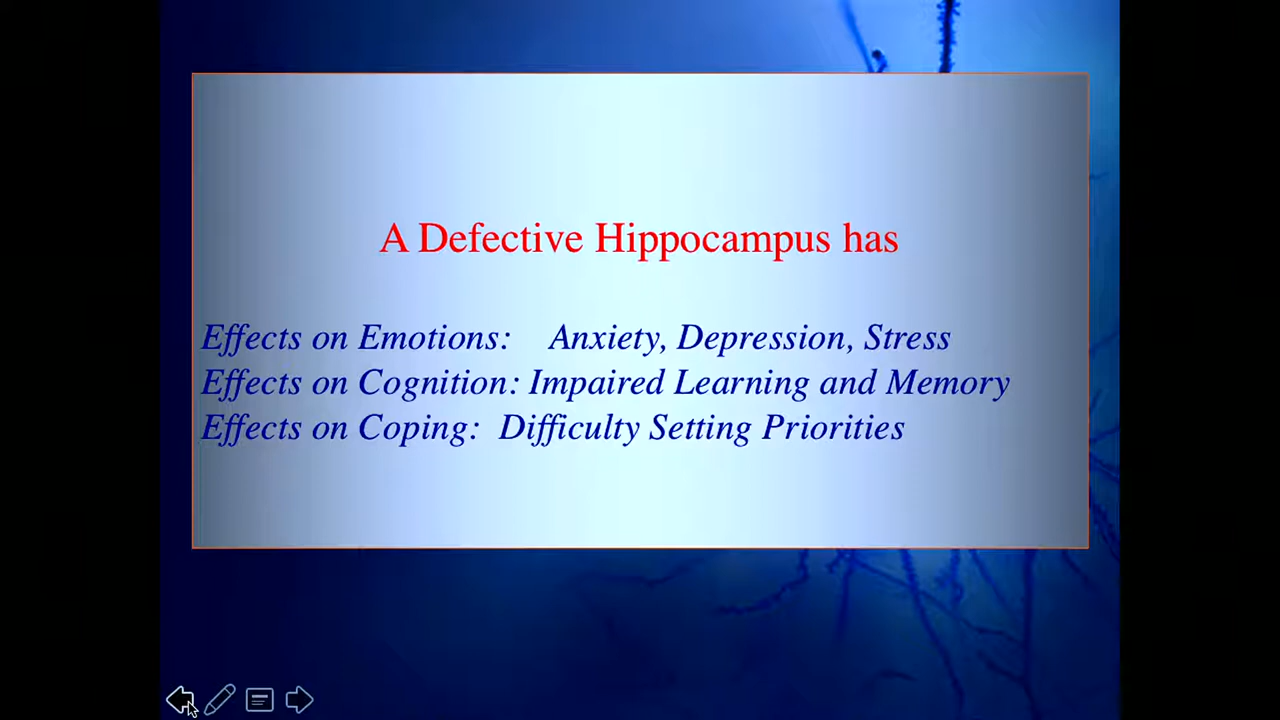 A Defective Hippocampus has
Effects on Emotions: Anxiety, Depression, Stress
Effects on Cognition: Impaired Learning and Memory
Effects on Coping: Difficulty Setting Priorities